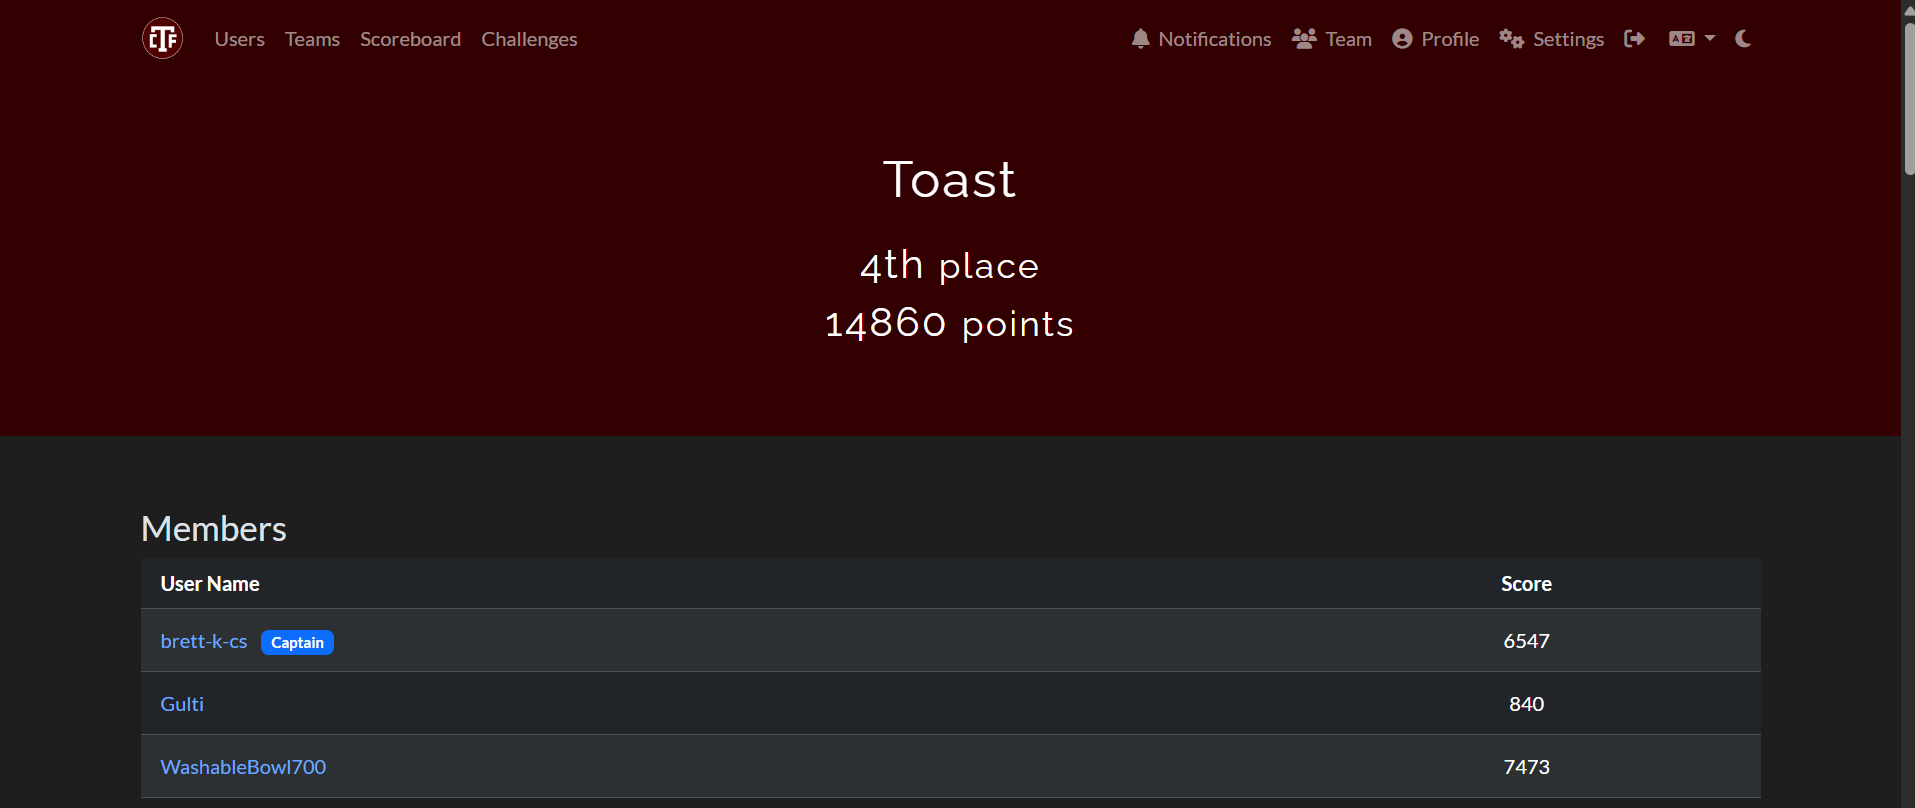 CTF
Users Teams Scoreboard Challenges Notifications Team Profile Settings
Toast
4th place
14860 points
Members
User Name Score
brett-k-cs Captain 6547
Gulti 840
WashableBowl700 7473